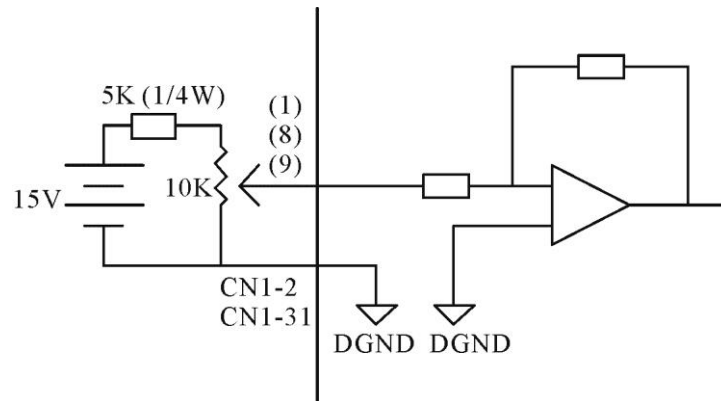 5K (1/4W)
(1)
(8)
(9)
10K
15V
CN1-2
CN1-31
DGND
DGND